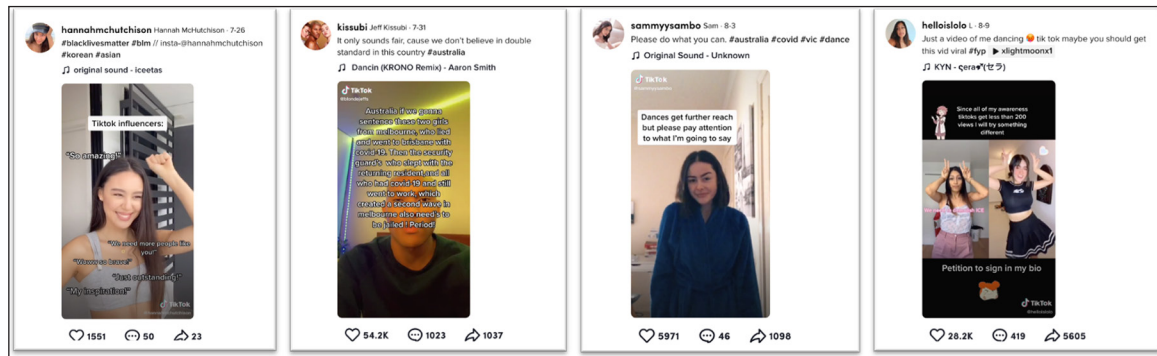 hannahmchutchison Hannah McHutchison · 7-26
#blacklivesmatter #blm // insta-@hannahmchutchison
#korean #asian
♫ original sound - iceetas
Tiktok influencers:
"So amazing!"
"We need more people like
you!"
"Waww so brave!"
"Just outstanding!"
"My inspiration!"
TikTok
1551 50 23
kissubi Jeff Kissubi · 7-31
It only sounds fair, cause we don't believe in double
standard in this country #australia
♫ Dancin (KRONO Remix) - Aaron Smith
TikTok
Australia if we gonna
sentence these two girls
from melbourne, who lied
and went to brisbane with
covid-19. Then the security
guard's who slept with the
returning resident,and all
who had covid-19 and still
went to work, which
created a second wave in
melbourne also need's to
be jailed." Period!
54.2K 1023 1037
sammyysambo Sam · 8-3
Please do what you can. #australia #covid #vic #dance
♫ Original Sound - Unknown
TikTok
@sammyysambo
Dances get further reach
but please pay attention
to what I'm going to say
5971 46 1098
helloislolo L · 8-9
Just a video of me dancing 🥵 tik tok maybe you should get
this vid viral #fyp ▶ xlightmoonx1
♫ KYN - ςera💕(セラ)
Since all of my awareness
tiktoks get less than 200
views I will try something
different
Petition to sign in my bio
TikTok
@helloislolo
28.2K 419 5605